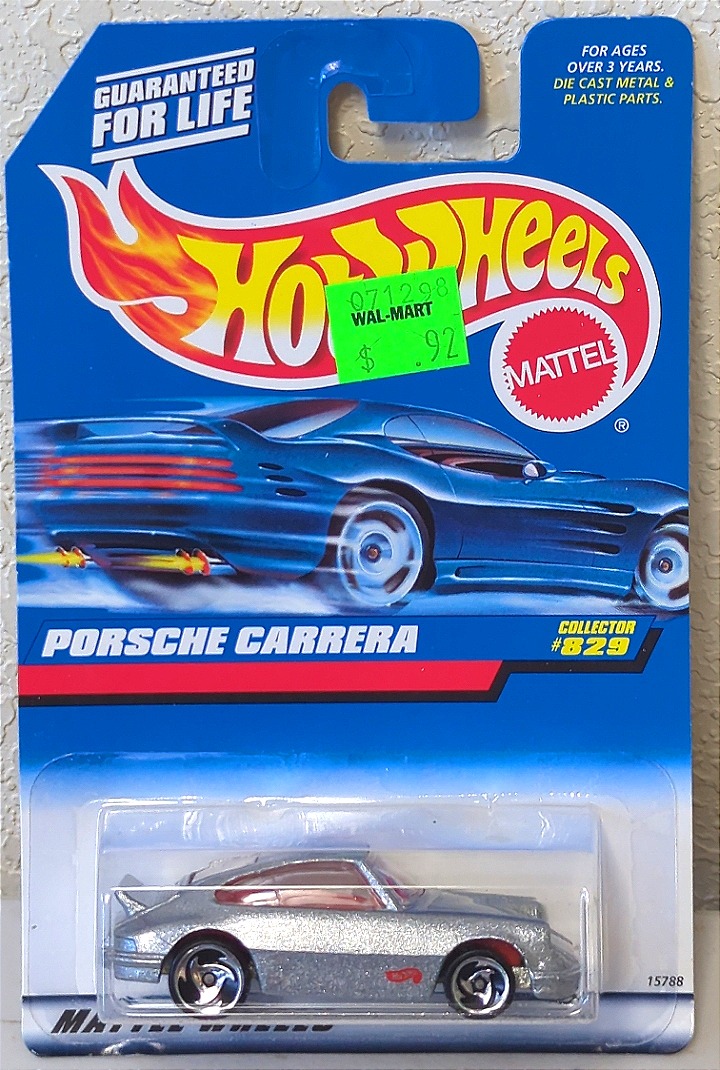 GUARANTEED
FOR LIFE
FOR AGES
OVER 3 YEARS.
DIE CAST METAL &
PLASTIC PARTS.
HOT WHEELS
071298
WAL-MART
$ .92
MATTEL
®
PORSCHE CARRERA
COLLECTOR
#829
15788